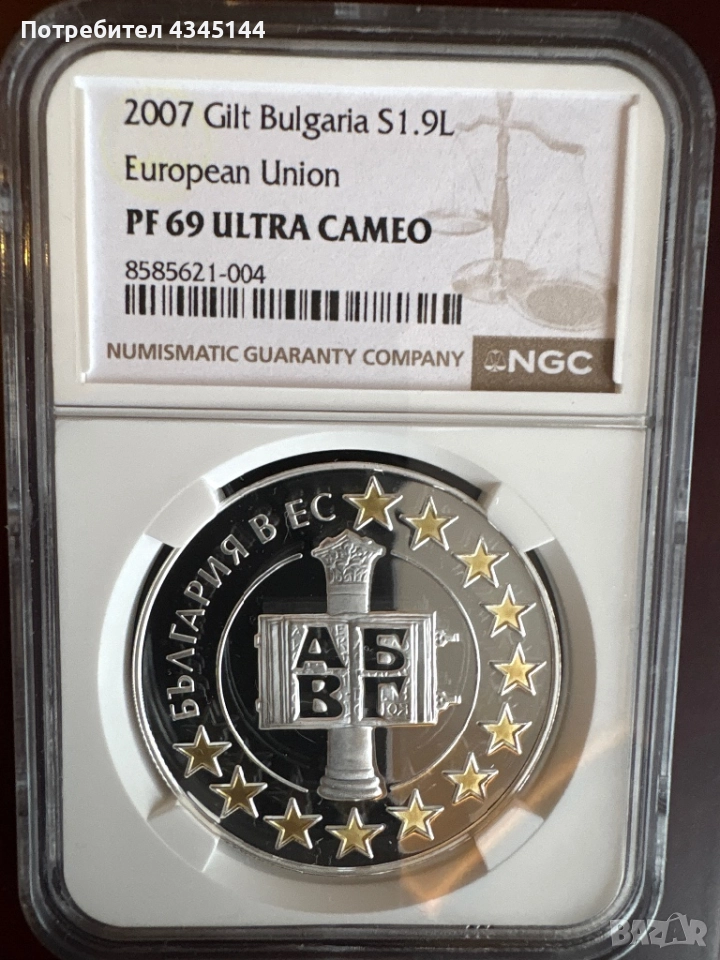 Потребител 4345144
2007 Gilt Bulgaria S1.9L
European Union
PF 69 ULTRA CAMEO
8585621-004
NUMISMATIC GUARANTY COMPANY NGC
БЪЛГАРИЯ В ЕС
АБ
ВГ
BAZAR